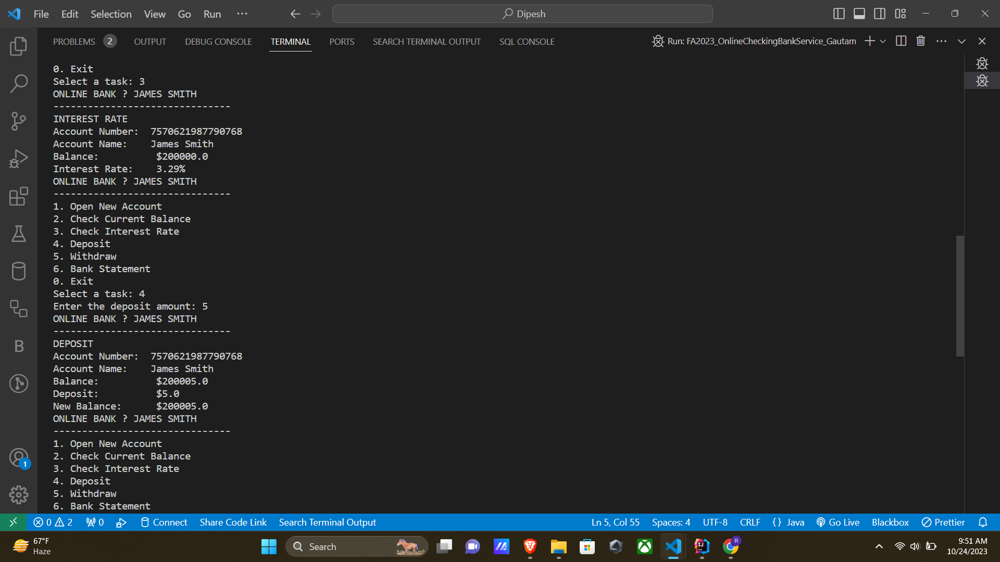 File Edit Selection View Go Run ··· Dipesh
PROBLEMS 2 OUTPUT DEBUG CONSOLE TERMINAL PORTS SEARCH TERMINAL OUTPUT SQL CONSOLE Run: FA2023_OnlineCheckingBankService_Gautam
0. Exit
Select a task: 3
ONLINE BANK ? JAMES SMITH
-------------------------------
INTEREST RATE
Account Number:  7570621987790768
Account Name:    James Smith
Balance:          $200000.0
Interest Rate:    3.29%
ONLINE BANK ? JAMES SMITH
-------------------------------
1. Open New Account
2. Check Current Balance
3. Check Interest Rate
4. Deposit
5. Withdraw
6. Bank Statement
0. Exit
Select a task: 4
Enter the deposit amount: 5
ONLINE BANK ? JAMES SMITH
-------------------------------
DEPOSIT
Account Number:  7570621987790768
Account Name:    James Smith
Balance:          $200005.0
Deposit:          $5.0
New Balance:      $200005.0
ONLINE BANK ? JAMES SMITH
-------------------------------
1. Open New Account
2. Check Current Balance
3. Check Interest Rate
4. Deposit
5. Withdraw
6. Bank Statement
B
1
0 2 0 Connect Share Code Link Search Terminal Output Ln 5, Col 55 Spaces: 4 UTF-8 CRLF {} Java Go Live Blackbox Prettier
67°F
Haze
Search
IJ
R
9:51 AM
10/24/2023